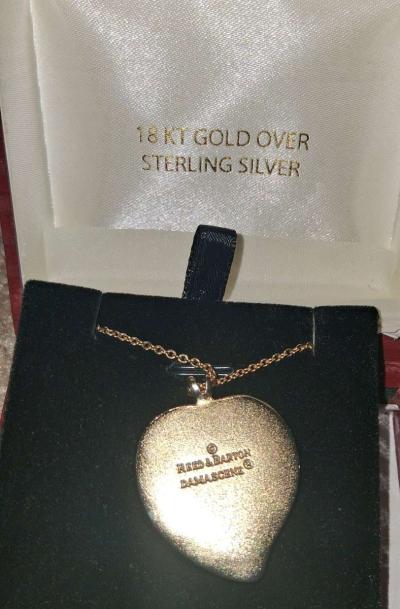 18 KT GOLD OVER
STERLING SILVER
©
REED & BARTON
DAMASCENE ®